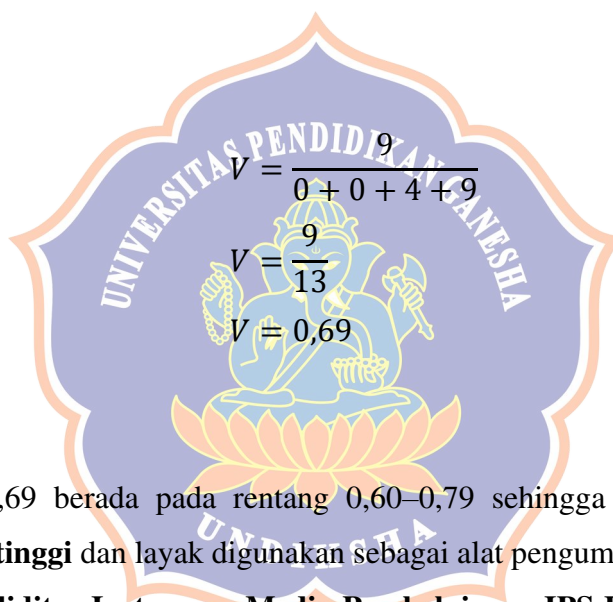 UNIVERSITAS PENDIDIKAN GANESHA
V = 9 / (0 + 0 + 4 + 9)
V = 9 / 13
V = 0,69
,69 berada pada rentang 0,60–0,79 sehingga
UNDIKSHA
tinggi dan layak digunakan sebagai alat pengum